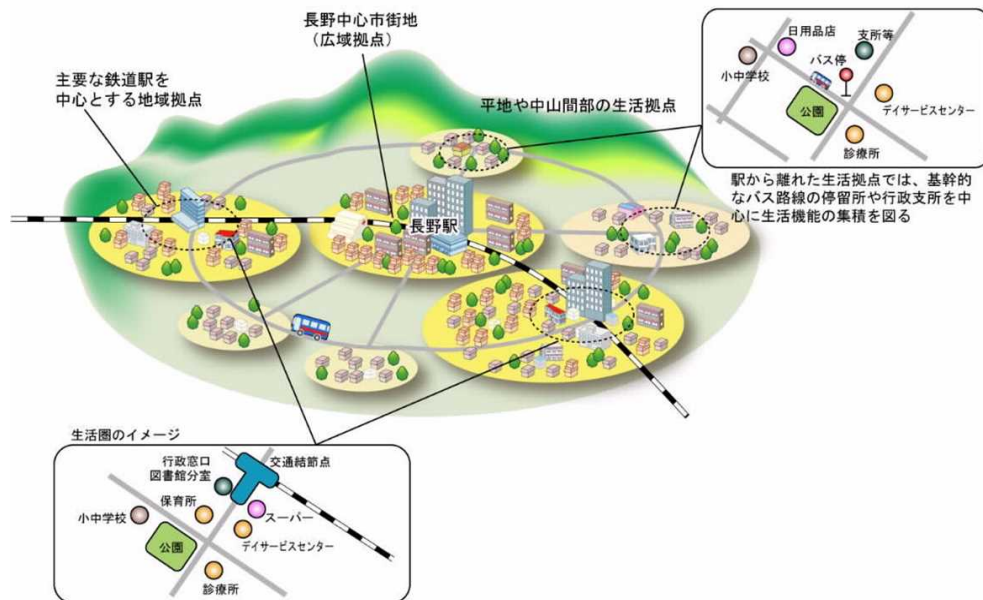 長野中心市街地
（広域拠点）
主要な鉄道駅を
中心とする地域拠点
平地や中山間部の生活拠点
長野駅
日用品店
支所等
小中学校
バス停
公園
デイサービスセンター
診療所
駅から離れた生活拠点では、基幹的
なバス路線の停留所や行政支所を中
心に生活機能の集積を図る
生活圏のイメージ
行政窓口
図書館分室
交通結節点
保育所
小中学校
スーパー
公園
デイサービスセンター
診療所